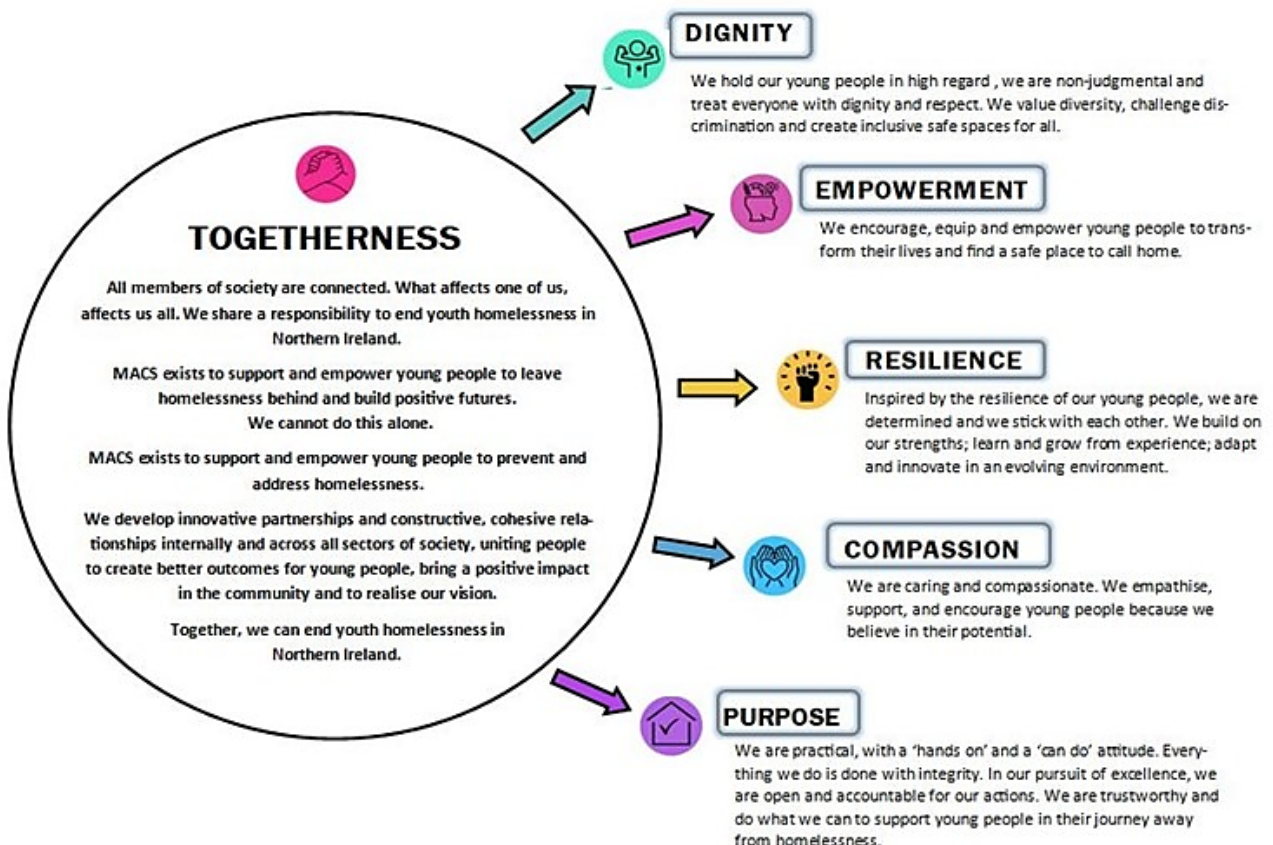 TOGETHERNESS
All members of society are connected. What affects one of us,
affects us all. We share a responsibility to end youth homelessness in
Northern Ireland.
MACS exists to support and empower young people to leave
homelessness behind and build positive futures.
We cannot do this alone.
MACS exists to support and empower young people to prevent and
address homelessness.
We develop innovative partnerships and constructive, cohesive rela-
tionships internally and across all sectors of society, uniting people
to create better outcomes for young people, bring a positive impact
in the community and to realise our vision.
Together, we can end youth homelessness in
Northern Ireland.
DIGNITY
We hold our young people in high regard , we are non-judgmental and
treat everyone with dignity and respect. We value diversity, challenge dis-
crimination and create inclusive safe spaces for all.
EMPOWERMENT
We encourage, equip and empower young people to trans-
form their lives and find a safe place to call home.
RESILIENCE
Inspired by the resilience of our young people, we are
determined and we stick with each other. We build on
our strengths; learn and grow from experience; adapt
and innovate in an evolving environment.
COMPASSION
We are caring and compassionate. We empathise,
support, and encourage young people because we
believe in their potential.
PURPOSE
We are practical, with a ‘hands on’ and a ‘can do’ attitude. Every-
thing we do is done with integrity. In our pursuit of excellence, we
are open and accountable for our actions. We are trustworthy and
do what we can to support young people in their journey away
from homelessness.